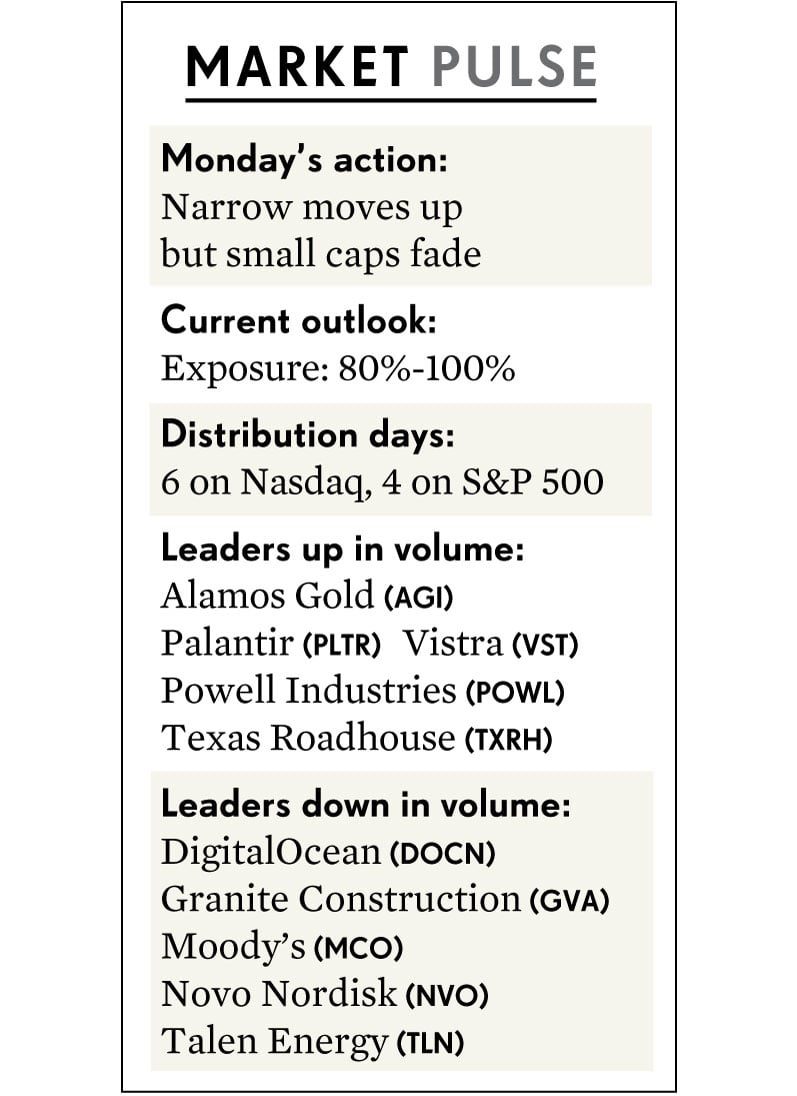 MARKET PULSE
Monday's action:
Narrow moves up
but small caps fade
Current outlook:
Exposure: 80%-100%
Distribution days:
6 on Nasdaq, 4 on S&P 500
Leaders up in volume:
Alamos Gold (AGI)
Palantir (PLTR) Vistra (VST)
Powell Industries (POWL)
Texas Roadhouse (TXRH)
Leaders down in volume:
DigitalOcean (DOCN)
Granite Construction (GVA)
Moody's (MCO)
Novo Nordisk (NVO)
Talen Energy (TLN)